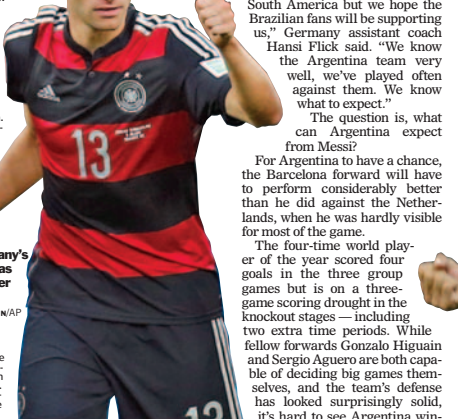 South America but we hope the
Brazilian fans will be supporting
us,” Germany assistant coach
Hansi Flick said. “We know
the Argentina team very
well, we’ve played often
against them. We know
what to expect.”
The question is, what
can Argentina expect
from Messi?
For Argentina to have a chance,
the Barcelona forward will have
to perform considerably better
than he did against the Nether-
lands, when he was hardly visible
for most of the game.
The four-time world play-
er of the year scored four
goals in the three group
games but is on a three-
game scoring drought in the
knockout stages — including
two extra time periods. While
fellow forwards Gonzalo Higuain
and Sergio Aguero are both capa-
ble of deciding big games them-
selves, and the team’s defense
has looked surprisingly solid,
it’s hard to see Argentina win-
adidas
13
any’s
as
er
N/AP
13